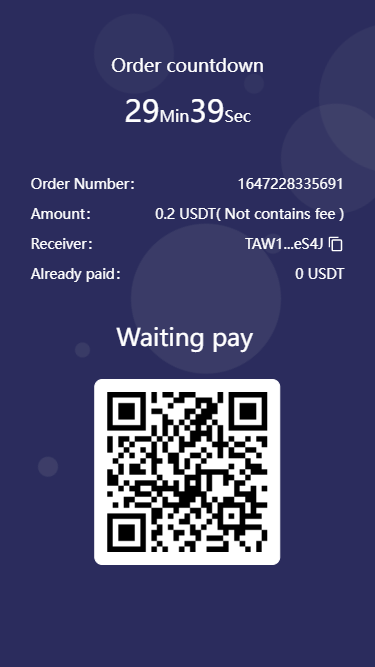 Order countdown
29Min39Sec
Order Number: 1647228335691
Amount: 0.2 USDT( Not contains fee )
Receiver: TAW1...eS4J
Already paid: 0 USDT
Waiting pay